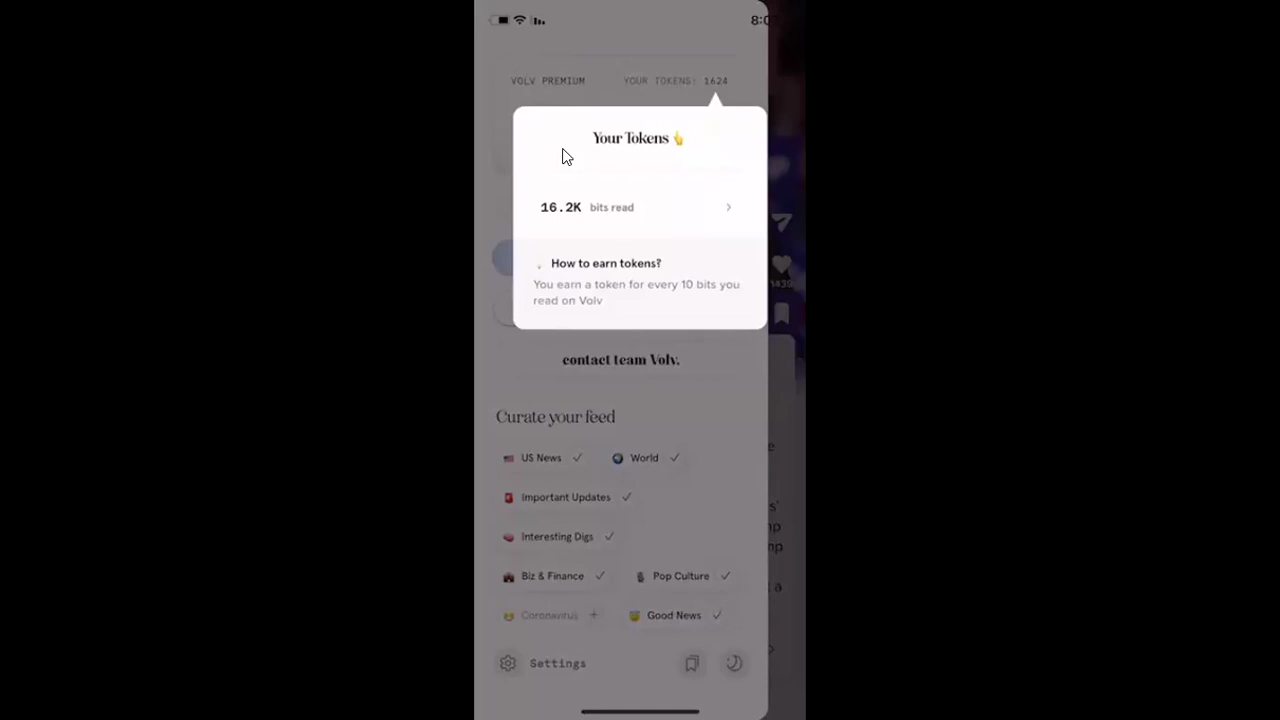 8:0
VOLV PREMIUM
YOUR TOKENS: 1624
Your Tokens
16.2K bits read
How to earn tokens?
You earn a token for every 10 bits you
read on Volv
1439
contact team Volv.
Curate your feed
US News
World
Important Updates
Interesting Digs
Biz & Finance
Pop Culture
Coronavirus
Good News
Settings